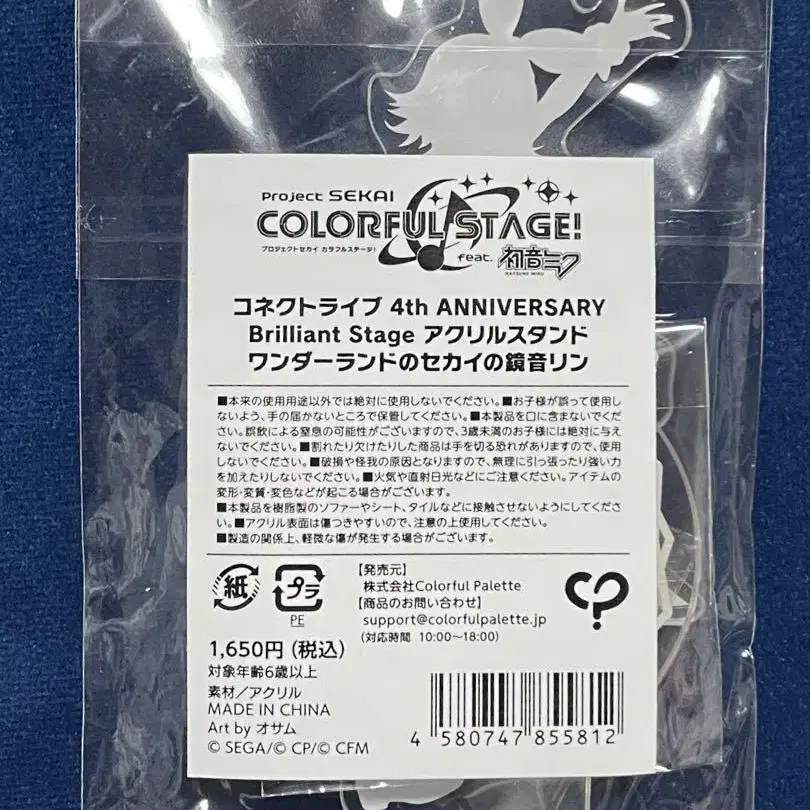 Project SEKAI
COLORFUL STAGE!
プロジェクトセカイ カラフルステージ!
feat. 初音ミク
HATSUNE MIKU
コネクトライブ 4th ANNIVERSARY
Brilliant Stage アクリルスタンド
ワンダーランドのセカイの鏡音リン
■本来の使用用途以外では絶対に使用しないでください。■お子様が誤って使用し
ないよう、手の届かないところで保管してください。■本製品を口に含まないでくだ
さい。誤飲による窒息の可能性がございますので、3歳未満のお子様には絶対に与え
ないでください。■割れたり欠けたりした商品は手を切る恐れがありますので、使用
しないでください。■破損や怪我の原因となりますので、無理に引っ張ったり強い力
を加えたりしないでください。■火気や直射日光などにご注意ください。アイテムの
変形・変質・変色などが起こる場合がございます。
■本製品を樹脂製のソファーやシート、タイルなどに接触させないようにしてくださ
い。■アクリル表面は傷つきやすいので、注意の上使用してください。
■製造の関係上、軽微な傷が発生する場合がございます。
紙
プラ
PE
【発売元】
株式会社Colorful Palette
【商品のお問い合わせ】
support@colorfulpalette.jp
(対応時間 10:00〜18:00)
1,650円(税込)
対象年齢6歳以上
素材/アクリル
MADE IN CHINA
Art by オサム
© SEGA/© CP/© CFM
4 580747 855812